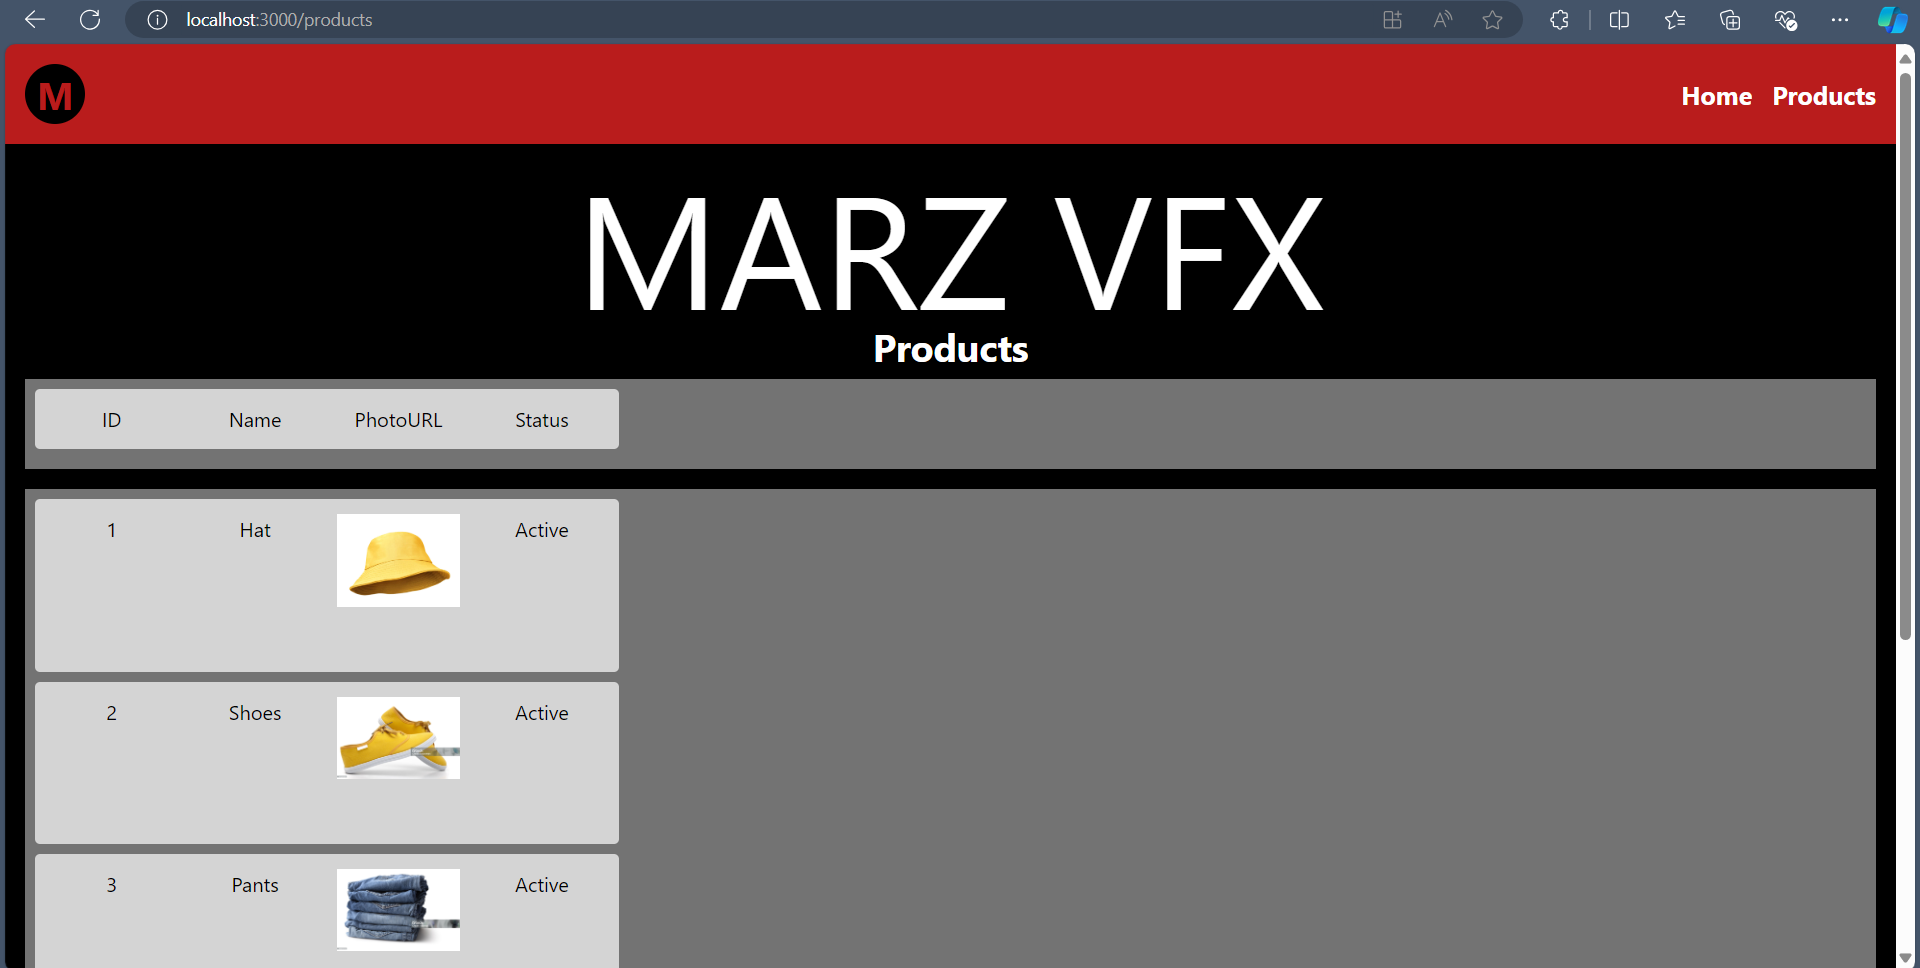 localhost:3000/products
M
Home Products
MARZ VFX
Products
ID Name PhotoURL Status
1 Hat Active
2 Shoes Active
3 Pants Active